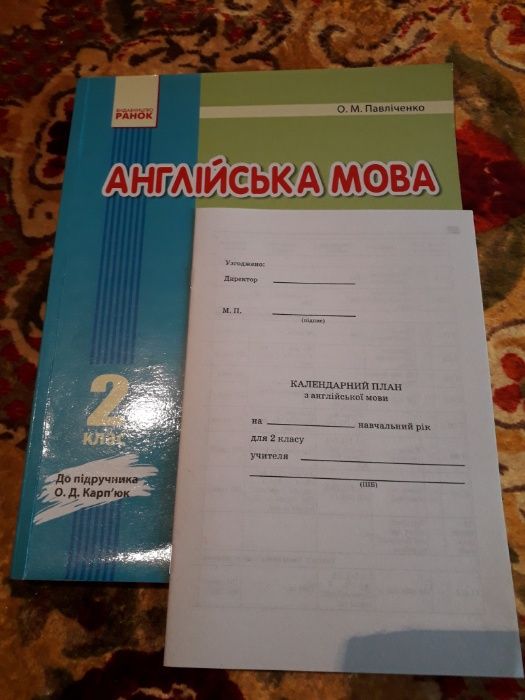 ВИДАВНИЦТВО
РАНОК
О. М. Павліченко
АНГЛІЙСЬКА МОВА
2
клас
До підручника
О. Д. Карп'юк
Узгоджено:
Директор
М. П.
(підпис)
КАЛЕНДАРНИЙ ПЛАН
з англійської мови
на навчальний рік
для 2 класу
учителя
(ПІБ)